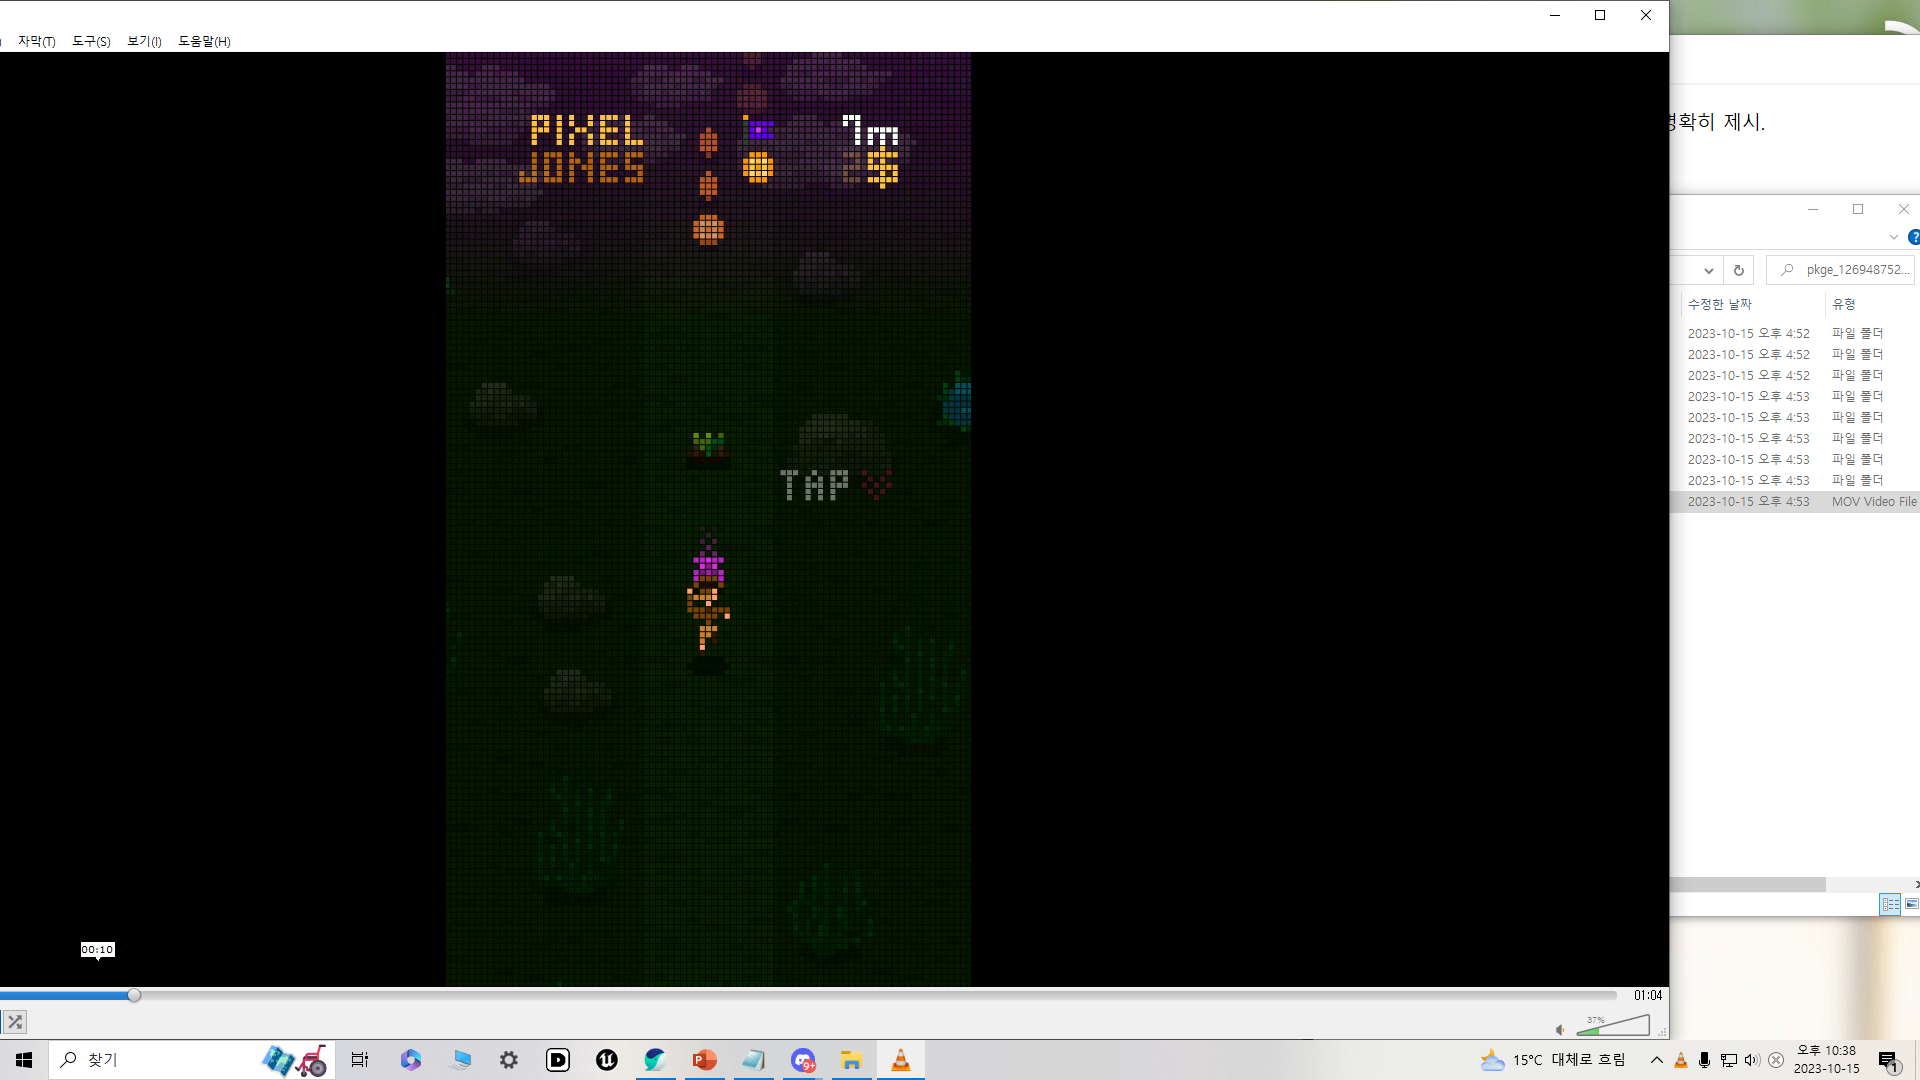 자막(T) 도구(S) 보기(I) 도움말(H)
PIXEL
JONES
7m
2$
TAP
00:10
01:04
37%
확히 제시.
pkge_126948752...
수정한 날짜 유형
2023-10-15 오후 4:52 파일 폴더
2023-10-15 오후 4:52 파일 폴더
2023-10-15 오후 4:52 파일 폴더
2023-10-15 오후 4:53 파일 폴더
2023-10-15 오후 4:53 파일 폴더
2023-10-15 오후 4:53 파일 폴더
2023-10-15 오후 4:53 파일 폴더
2023-10-15 오후 4:53 파일 폴더
2023-10-15 오후 4:53 MOV Video File
찾기
9+
15°C 대체로 흐림
오후 10:38
2023-10-15
1